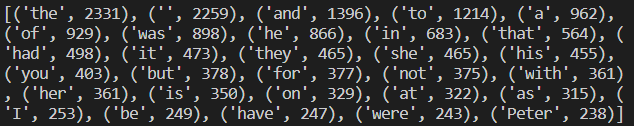 [('the', 2331), ('', 2259), ('and', 1396), ('to', 1214), ('a', 962),
('of', 929), ('was', 898), ('he', 866), ('in', 683), ('that', 564), (
'had', 498), ('it', 473), ('they', 465), ('she', 465), ('his', 455),
('you', 403), ('but', 378), ('for', 377), ('not', 375), ('with', 361)
, ('her', 361), ('is', 350), ('on', 329), ('at', 322), ('as', 315), (
'I', 253), ('be', 249), ('have', 247), ('were', 243), ('Peter', 238)]